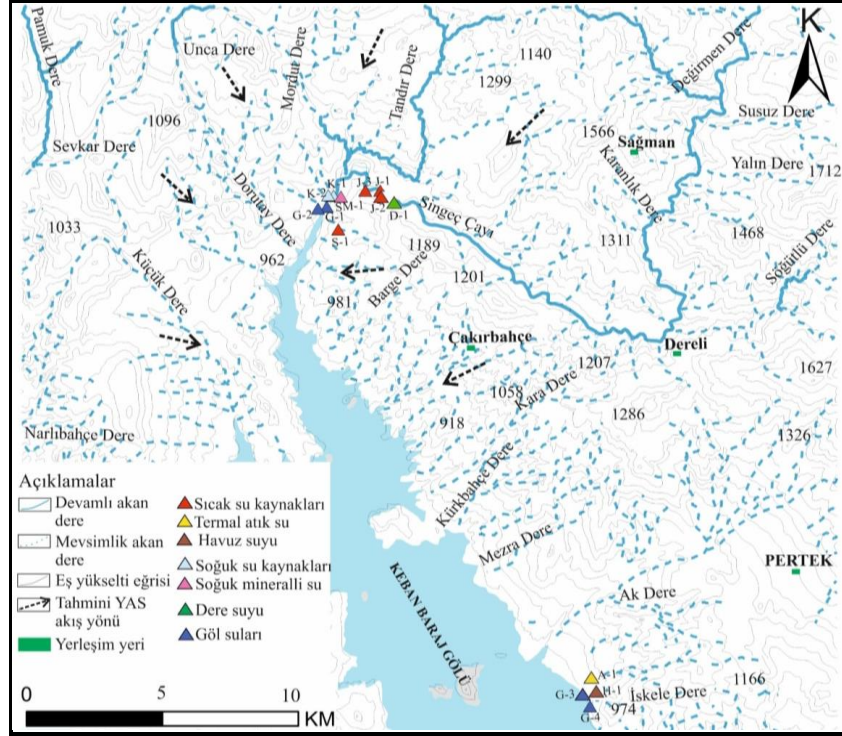 Pamuk Dere
Unca Dere
Mordut Dere
Tandır Dere
1140
1299
Değirmen Dere
K
1096
Sevkar Dere
1566
Sağman
Susuz Dere
Yalın Dere
1712
Karanlık Dere
K-1
K-2
J-3
J-1
SM-1
J-2
D-1
G-2
G-1
S-1
Singeç Çayı
Dorutay Dere
1033
962
1189
1311
1468
Söğütlü Dere
Küçük Dere
981
Barge Dere
1201
Çakırbahçe
Dereli
1207
1627
1058
Kara Dere
918
1286
1326
Narlıbahçe Dere
Kürkbahçe Dere
Mezra Dere
PERTEK
Ak Dere
KEBAN BARAJ GÖLÜ
A-1
1166
G-3
H-1
İskele Dere
G-4
974
Açıklamalar
Devamlı akan
dere
Mevsimlik akan
dere
Eş yükselti eğrisi
Tahmini YAS
akış yönü
Yerleşim yeri
Sıcak su kaynakları
Termal atık su
Havuz suyu
Soğuk su kaynakları
Soğuk mineralli su
Dere suyu
Göl suları
0
5
10
KM